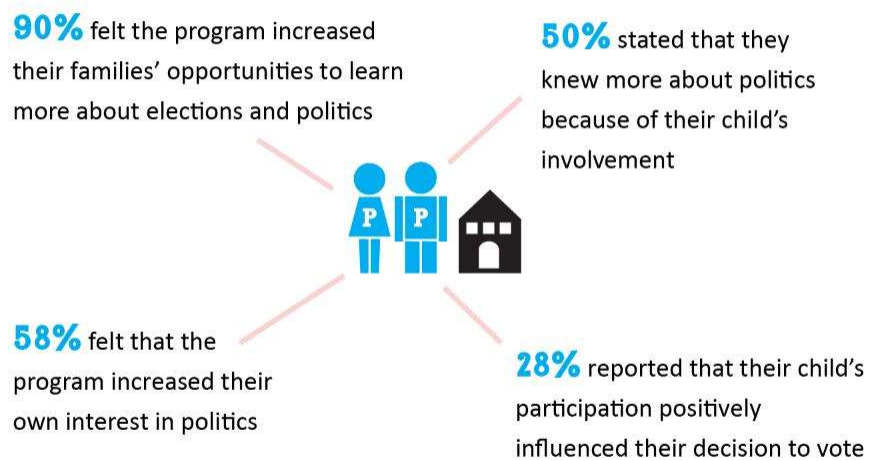 90% felt the program increased
their families’ opportunities to learn
more about elections and politics
50% stated that they
knew more about politics
because of their child’s
involvement
P P
58% felt that the
program increased their
own interest in politics
28% reported that their child’s
participation positively
influenced their decision to vote